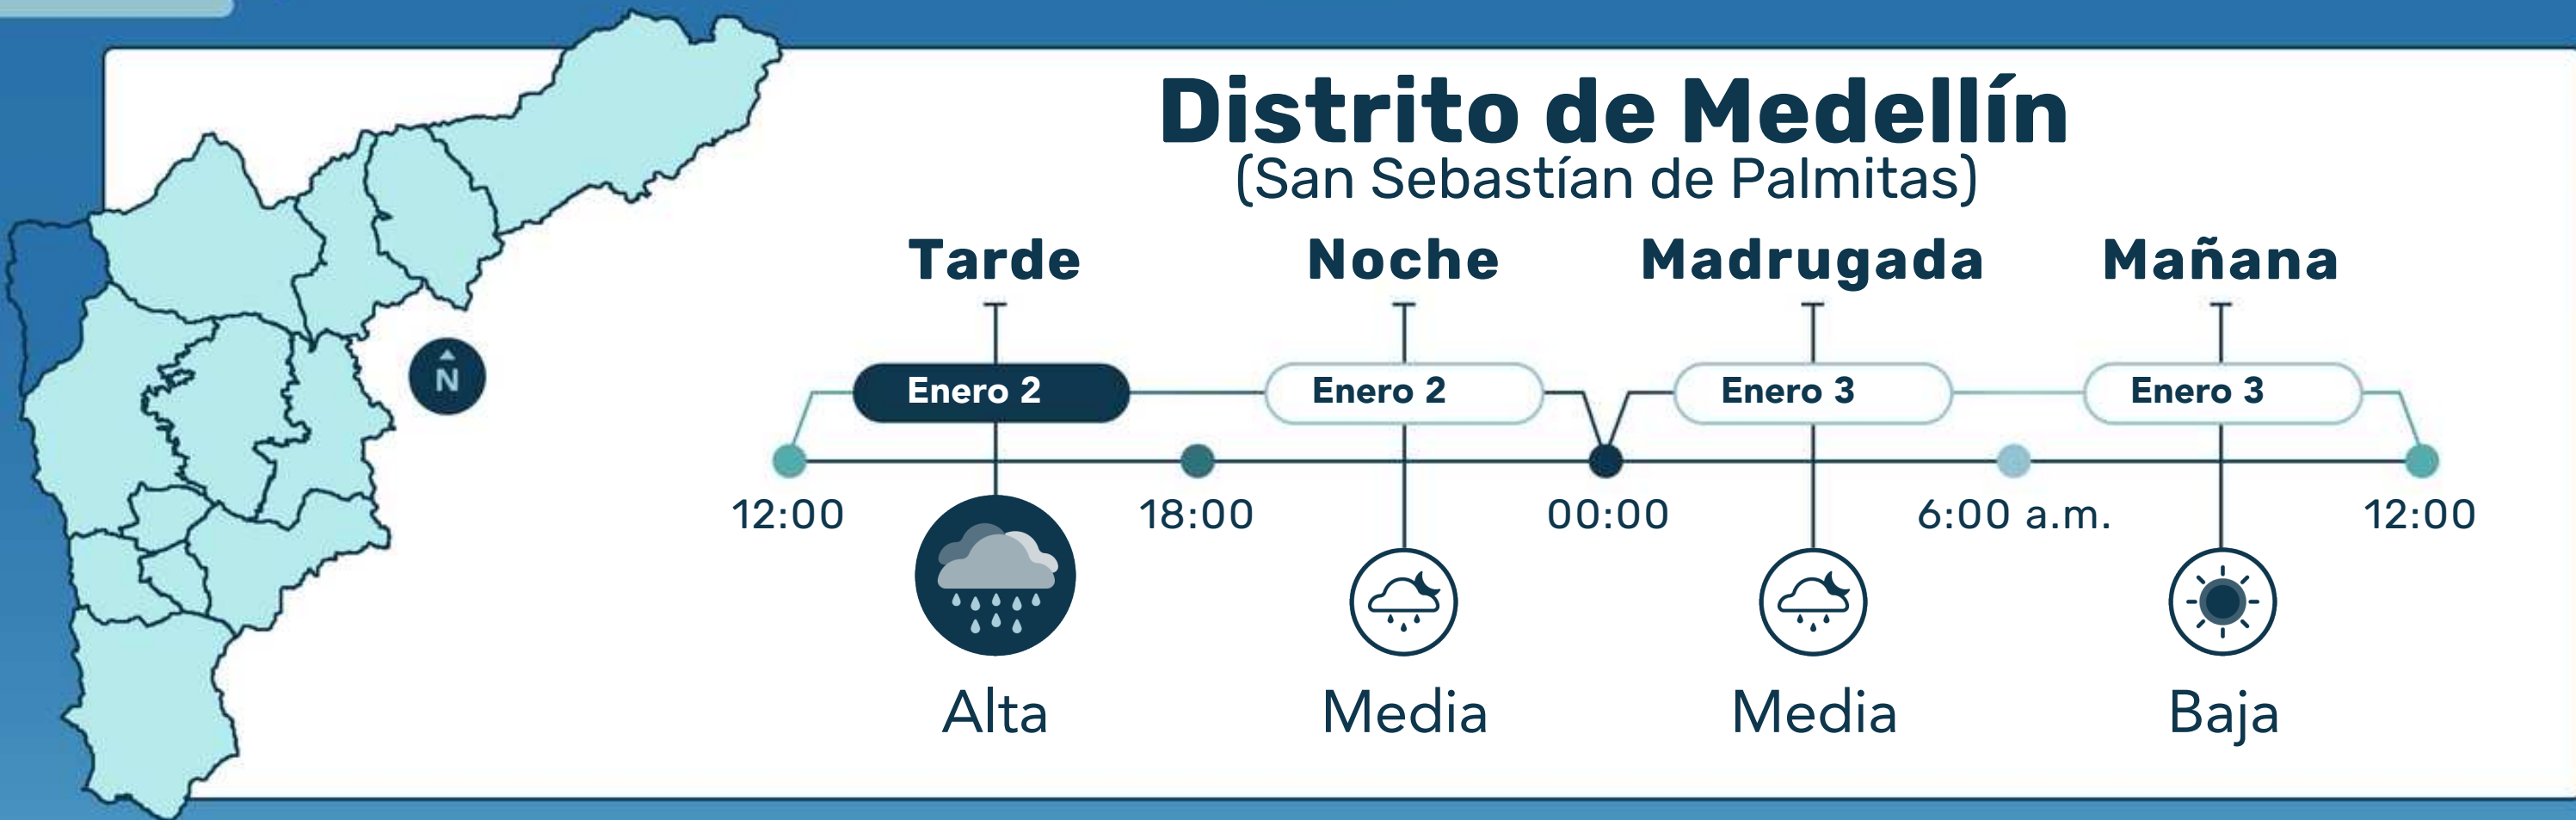 Distrito de Medellín
(San Sebastían de Palmitas)
Tarde Noche Madrugada Mañana
Enero 2 Enero 2 Enero 3 Enero 3
N
12:00 18:00 00:00 6:00 a.m. 12:00
Alta Media Media Baja